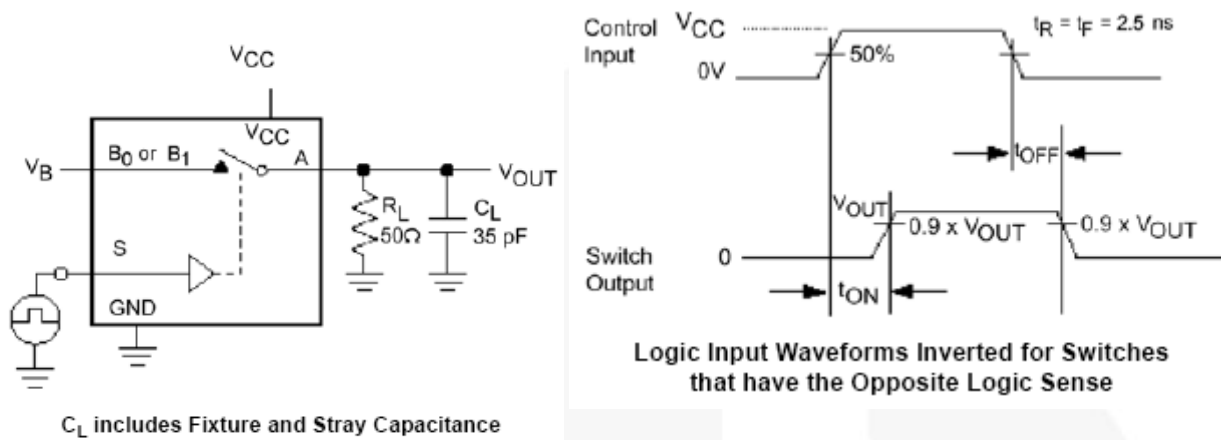 VCC
VCC
VB
B0 or B1
A
VOUT
RL
50Ω
CL
35 pF
S
GND
CL includes Fixture and Stray Capacitance
Control
Input
VCC
0V
50%
tR = tF = 2.5 ns
tOFF
VOUT
0.9 x VOUT
0.9 x VOUT
Switch
Output
0
tON
Logic Input Waveforms Inverted for Switches
that have the Opposite Logic Sense